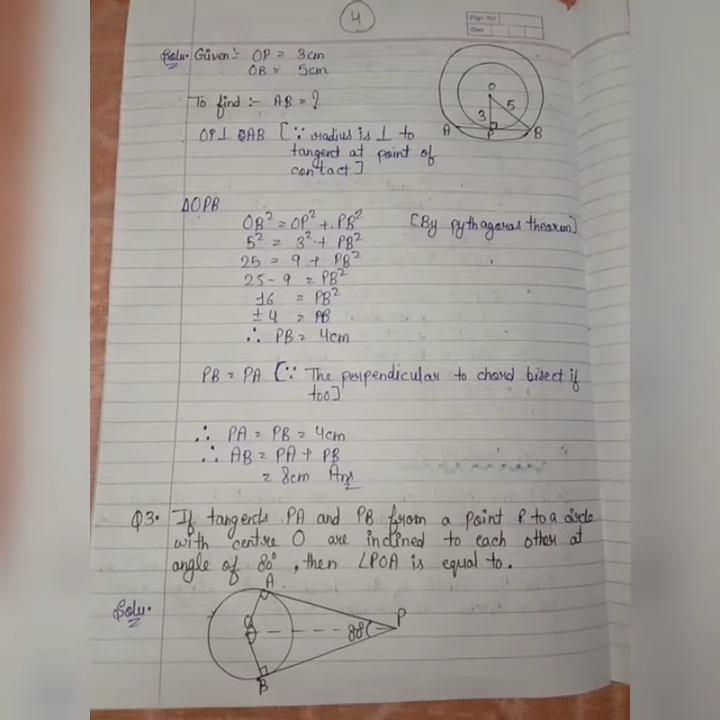 4
Page No.
Date
Solu. Given :- OP = 3cm
OB = 5cm
To find :- AB = ?
OP⊥ AB [∵ radius is ⊥ to
tangent at point of
contact]
O
5
3
A P B
ΔOPB
OB² = OP² + PB² [By pythagoras thearum]
5² = 3² + PB²
25 = 9 + PB²
25 - 9 = PB²
16 = PB²
±4 = PB
∴ PB = 4cm
PB = PA [∵ The perpendicular to chord bisect if
too]
∴ PA = PB = 4cm
∴ AB = PA + PB
= 8cm Ans
Q3. If tangents PA and PB from a point P to a circle
with centre O are inclined to each other at
angle of 80°, then ∠POA is equal to.
Solu.
A
O
P
B